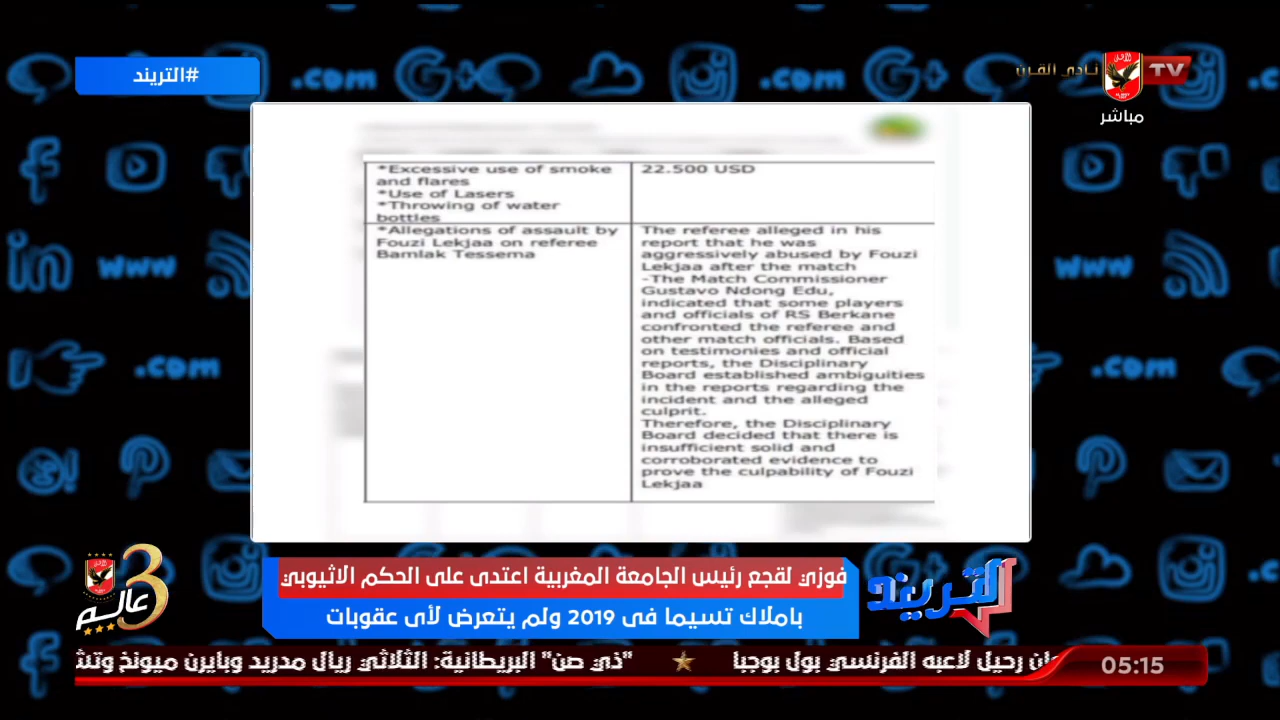 #التريند
نادي القرن
TV
مباشر
*Excessive use of smoke
and flares
*Use of Lasers
*Throwing of water
bottles
22.500 USD
*Allegations of assault by
Fouzi Lekjaa on referee
Bamlak Tessema
The referee alleged in his
report that he was
aggressively abused by Fouzi
Lekjaa after the match
-The Match Commissioner
Gustavo Ndong Edu,
indicated that some players
and officials of RS Berkane
confronted the referee and
other match officials. Based
on testimonies and official
reports, the Disciplinary
Board established ambiguities
in the reports regarding the
incident and the alleged
culprit.
Therefore, the Disciplinary
Board decided that there is
insufficient solid and
corroborated evidence to
prove the culpability of Fouzi
Lekjaa
3 عالم
فوزي لقجع رئيس الجامعة المغربية اعتدى على الحكم الاثيوبي
باملاك تسيما فى 2019 ولم يتعرض لأى عقوبات
التريند
رحيل لاعبه الفرنسي بول بوجبا
"ذي صن" البريطانية: الثلاثي ريال مدريد وبايرن ميونخ
05:15
.com
.com
www
www
.com
.com